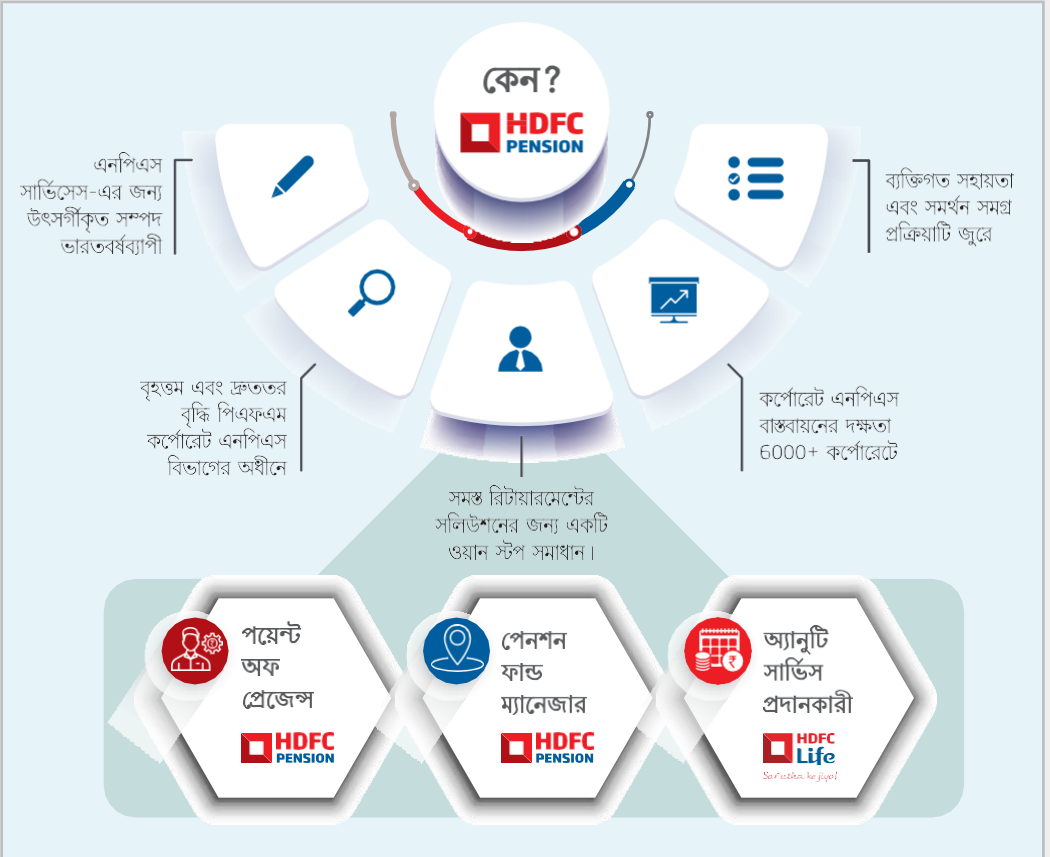 কেন?
HDFC
PENSION
এনপিএস
সার্ভিসেস-এর জন্য
উৎসর্গীকৃত সম্পদ
ভারতবর্ষব্যাপী
বৃহত্তম এবং দ্রুততর
বৃদ্ধি পিএফএম
কর্পোরেট এনপিএস
বিভাগের অধীনে
সমস্ত রিটায়ারমেন্টের
সলিউশনের জন্য একটি
ওয়ান স্টপ সমাধান।
কর্পোরেট এনপিএস
বাস্তবায়নের দক্ষতা
6000+ কর্পোরেটে
ব্যক্তিগত সহায়তা
এবং সমর্থন সমগ্র
প্রক্রিয়াটি জুরে
পয়েন্ট
অফ
প্রেজেন্স
HDFC
PENSION
পেনশন
ফান্ড
ম্যানেজার
HDFC
PENSION
অ্যানুটি
সার্ভিস
প্রদানকারী
HDFC
Life
Sar utha ke jiyo!